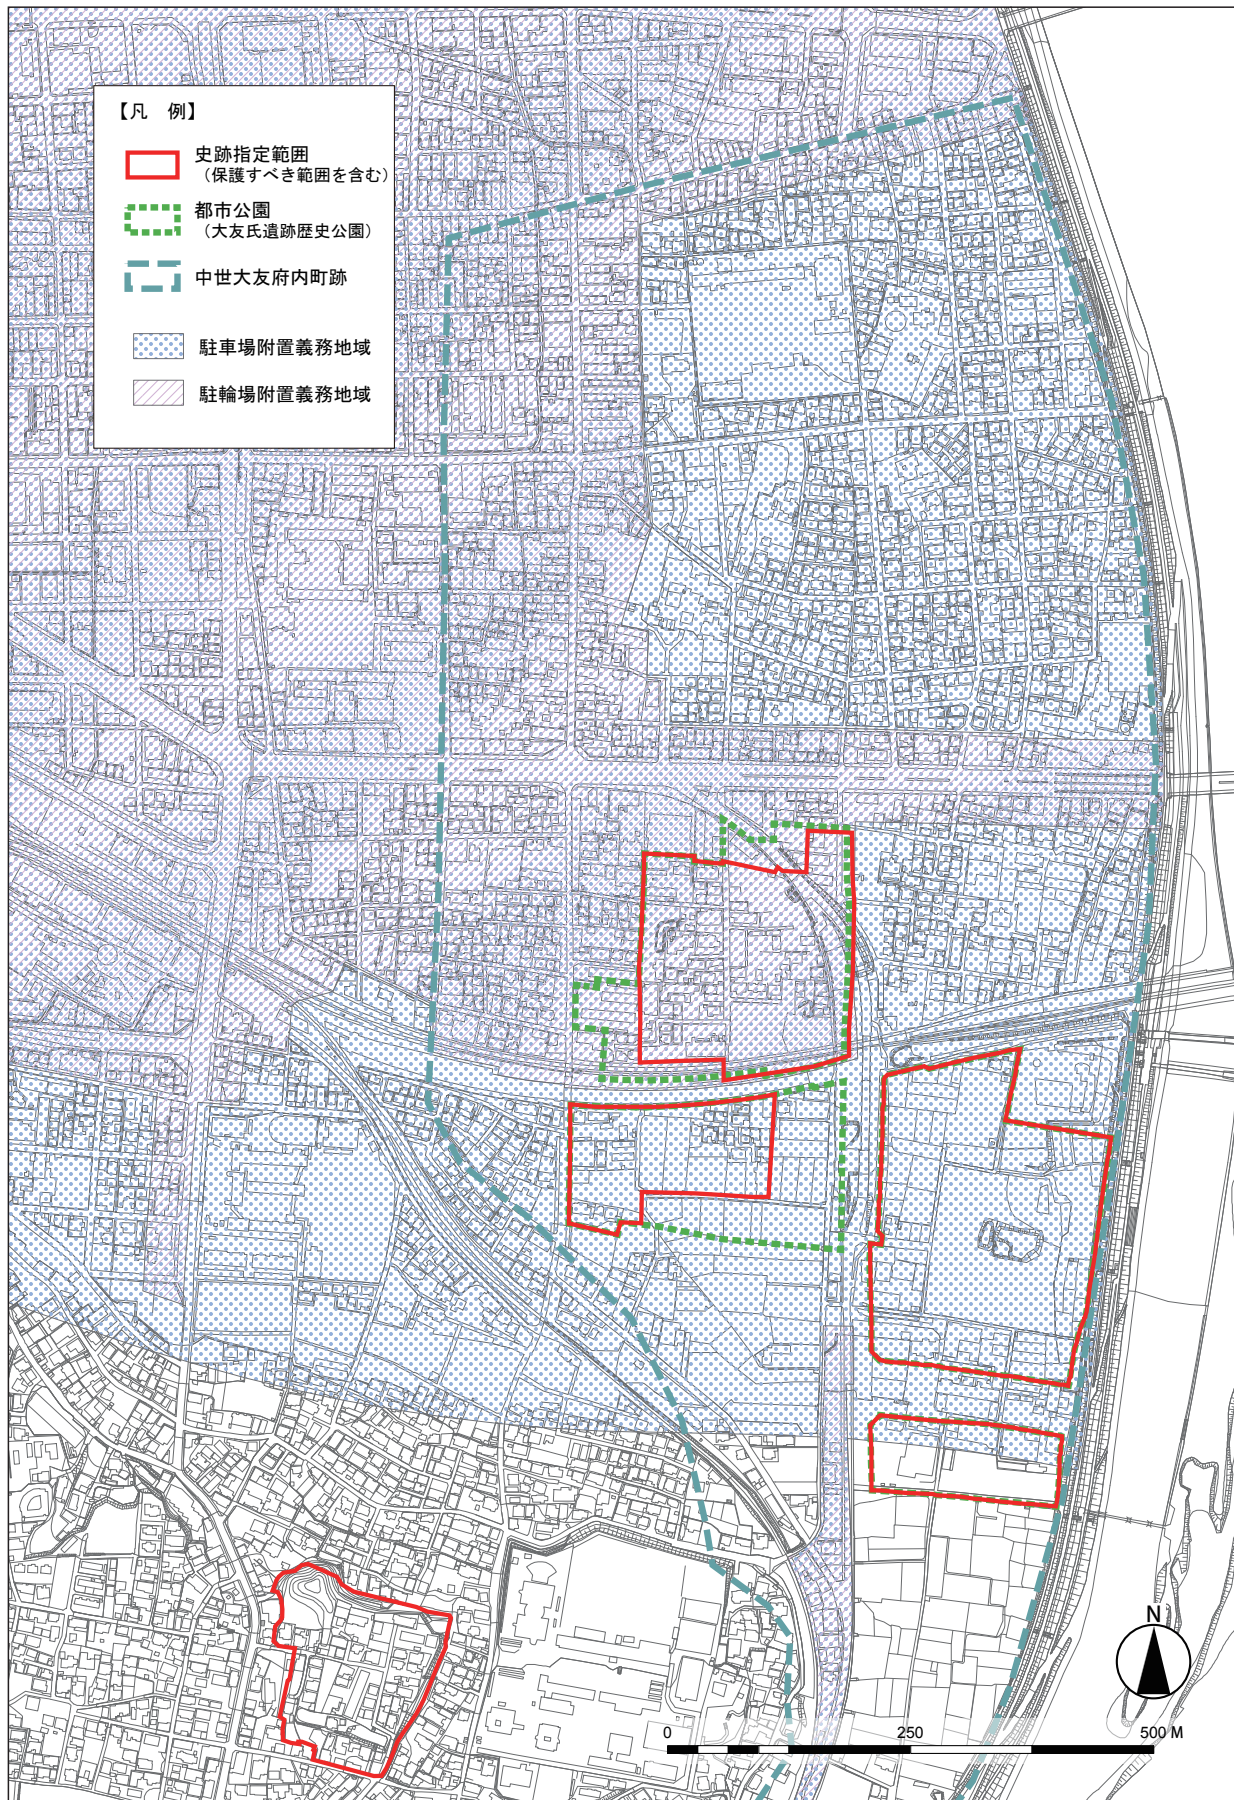 【凡　例】
史跡指定範囲
（保護すべき範囲を含む）
都市公園
（大友氏遺跡歴史公園）
中世大友府内町跡
駐車場附置義務地域
駐輪場附置義務地域
N
0 250 500 M